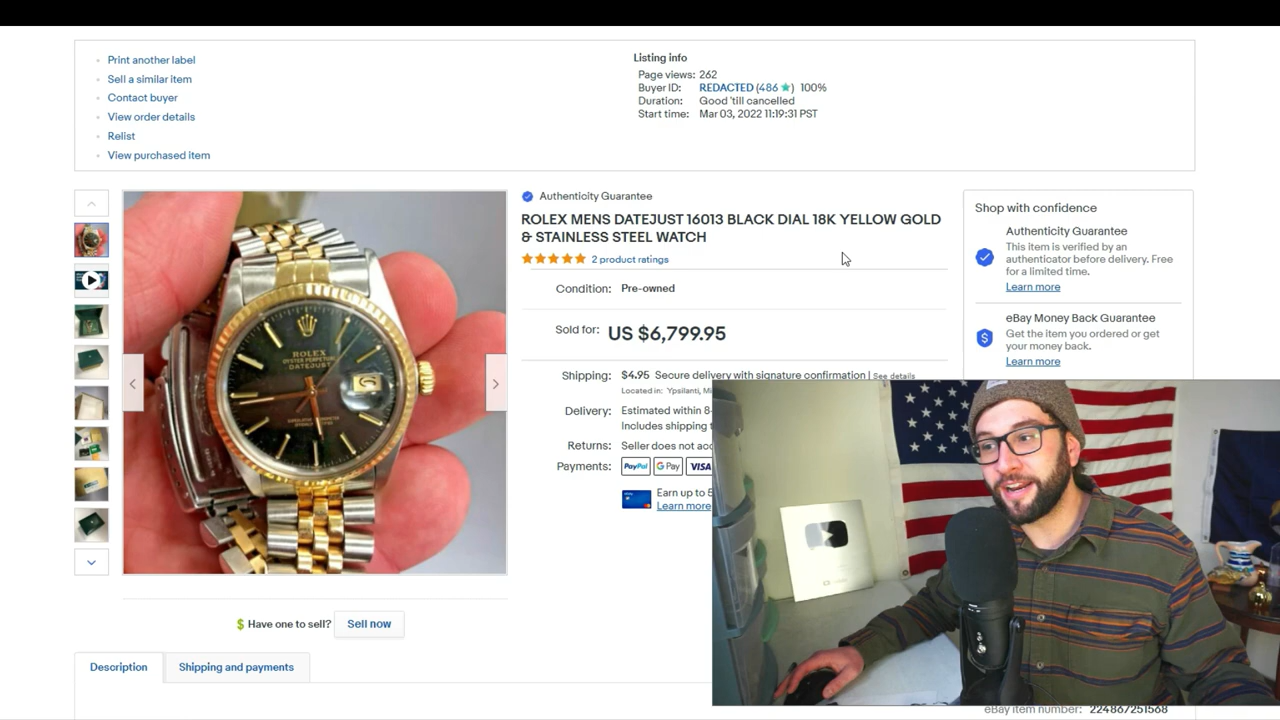 Print another label
Sell a similar item
Contact buyer
View order details
Relist
View purchased item
Listing info
Page views: 262
Buyer ID: REDACTED (486 ★) 100%
Duration: Good 'till cancelled
Start time: Mar 03, 2022 11:19:31 PST
Authenticity Guarantee
ROLEX MENS DATEJUST 16013 BLACK DIAL 18K YELLOW GOLD
& STAINLESS STEEL WATCH
2 product ratings
Condition: Pre-owned
Sold for: US $6,799.95
Shipping: $4.95 Secure delivery with signature confirmation | See details
Located in: Ypsilanti, Mi
Delivery: Estimated within 8-
Includes shipping t
Returns: Seller does not acc
Payments: PayPal G Pay VISA
Earn up to 5
Learn more
Shop with confidence
Authenticity Guarantee
This item is verified by an
authenticator before delivery. Free
for a limited time.
Learn more
eBay Money Back Guarantee
Get the item you ordered or get
your money back.
Learn more
ROLEX
OYSTER PERPETUAL
DATEJUST
$ Have one to sell? Sell now
Description
Shipping and payments
eBay item number: 224867251568